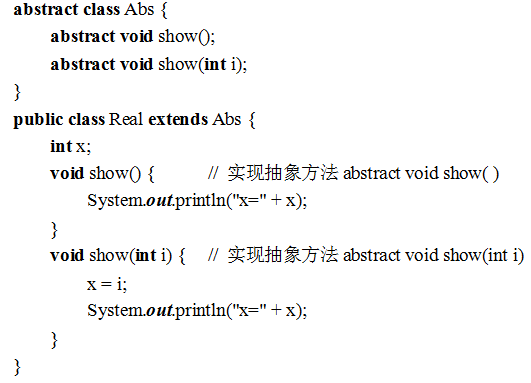 abstract class Abs {
abstract void show();
abstract void show(int i);
}
public class Real extends Abs {
int x;
void show() { // 实现抽象方法 abstract void show( )
System.out.println("x=" + x);
}
void show(int i) { // 实现抽象方法 abstract void show(int i)
x = i;
System.out.println("x=" + x);
}
}